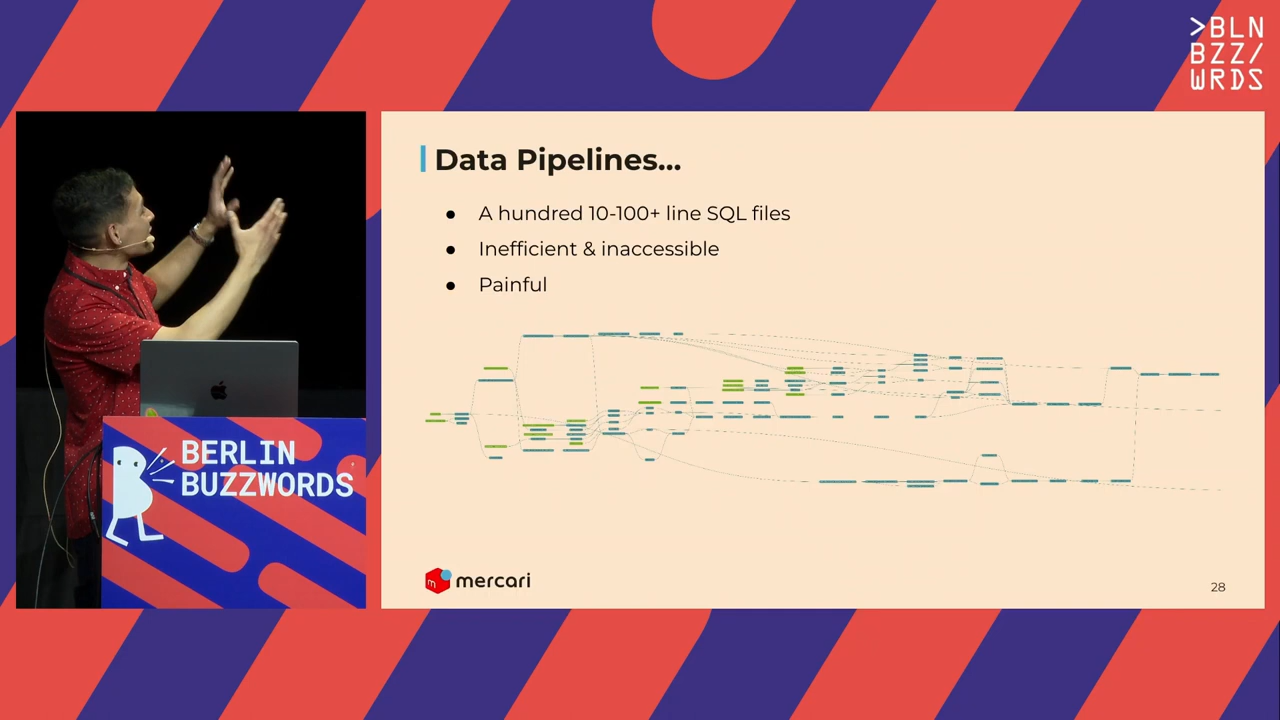 >BLN
BZZ/
WRDS
Data Pipelines...
● A hundred 10-100+ line SQL files
● Inefficient & inaccessible
● Painful
BERLIN
BUZZWORDS
mercari
28